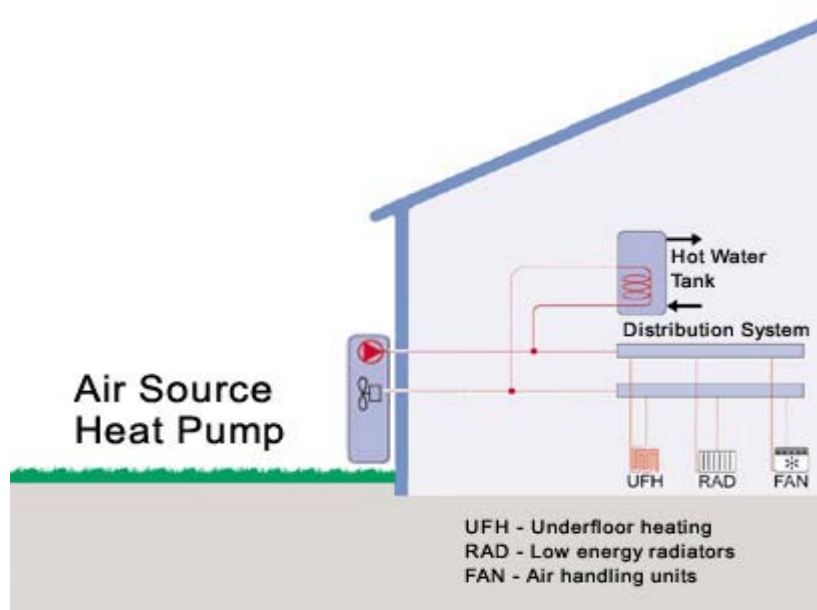 Hot Water
Tank
Distribution System
Air Source
Heat Pump
UFH
RAD
FAN
UFH - Underfloor heating
RAD - Low energy radiators
FAN - Air handling units